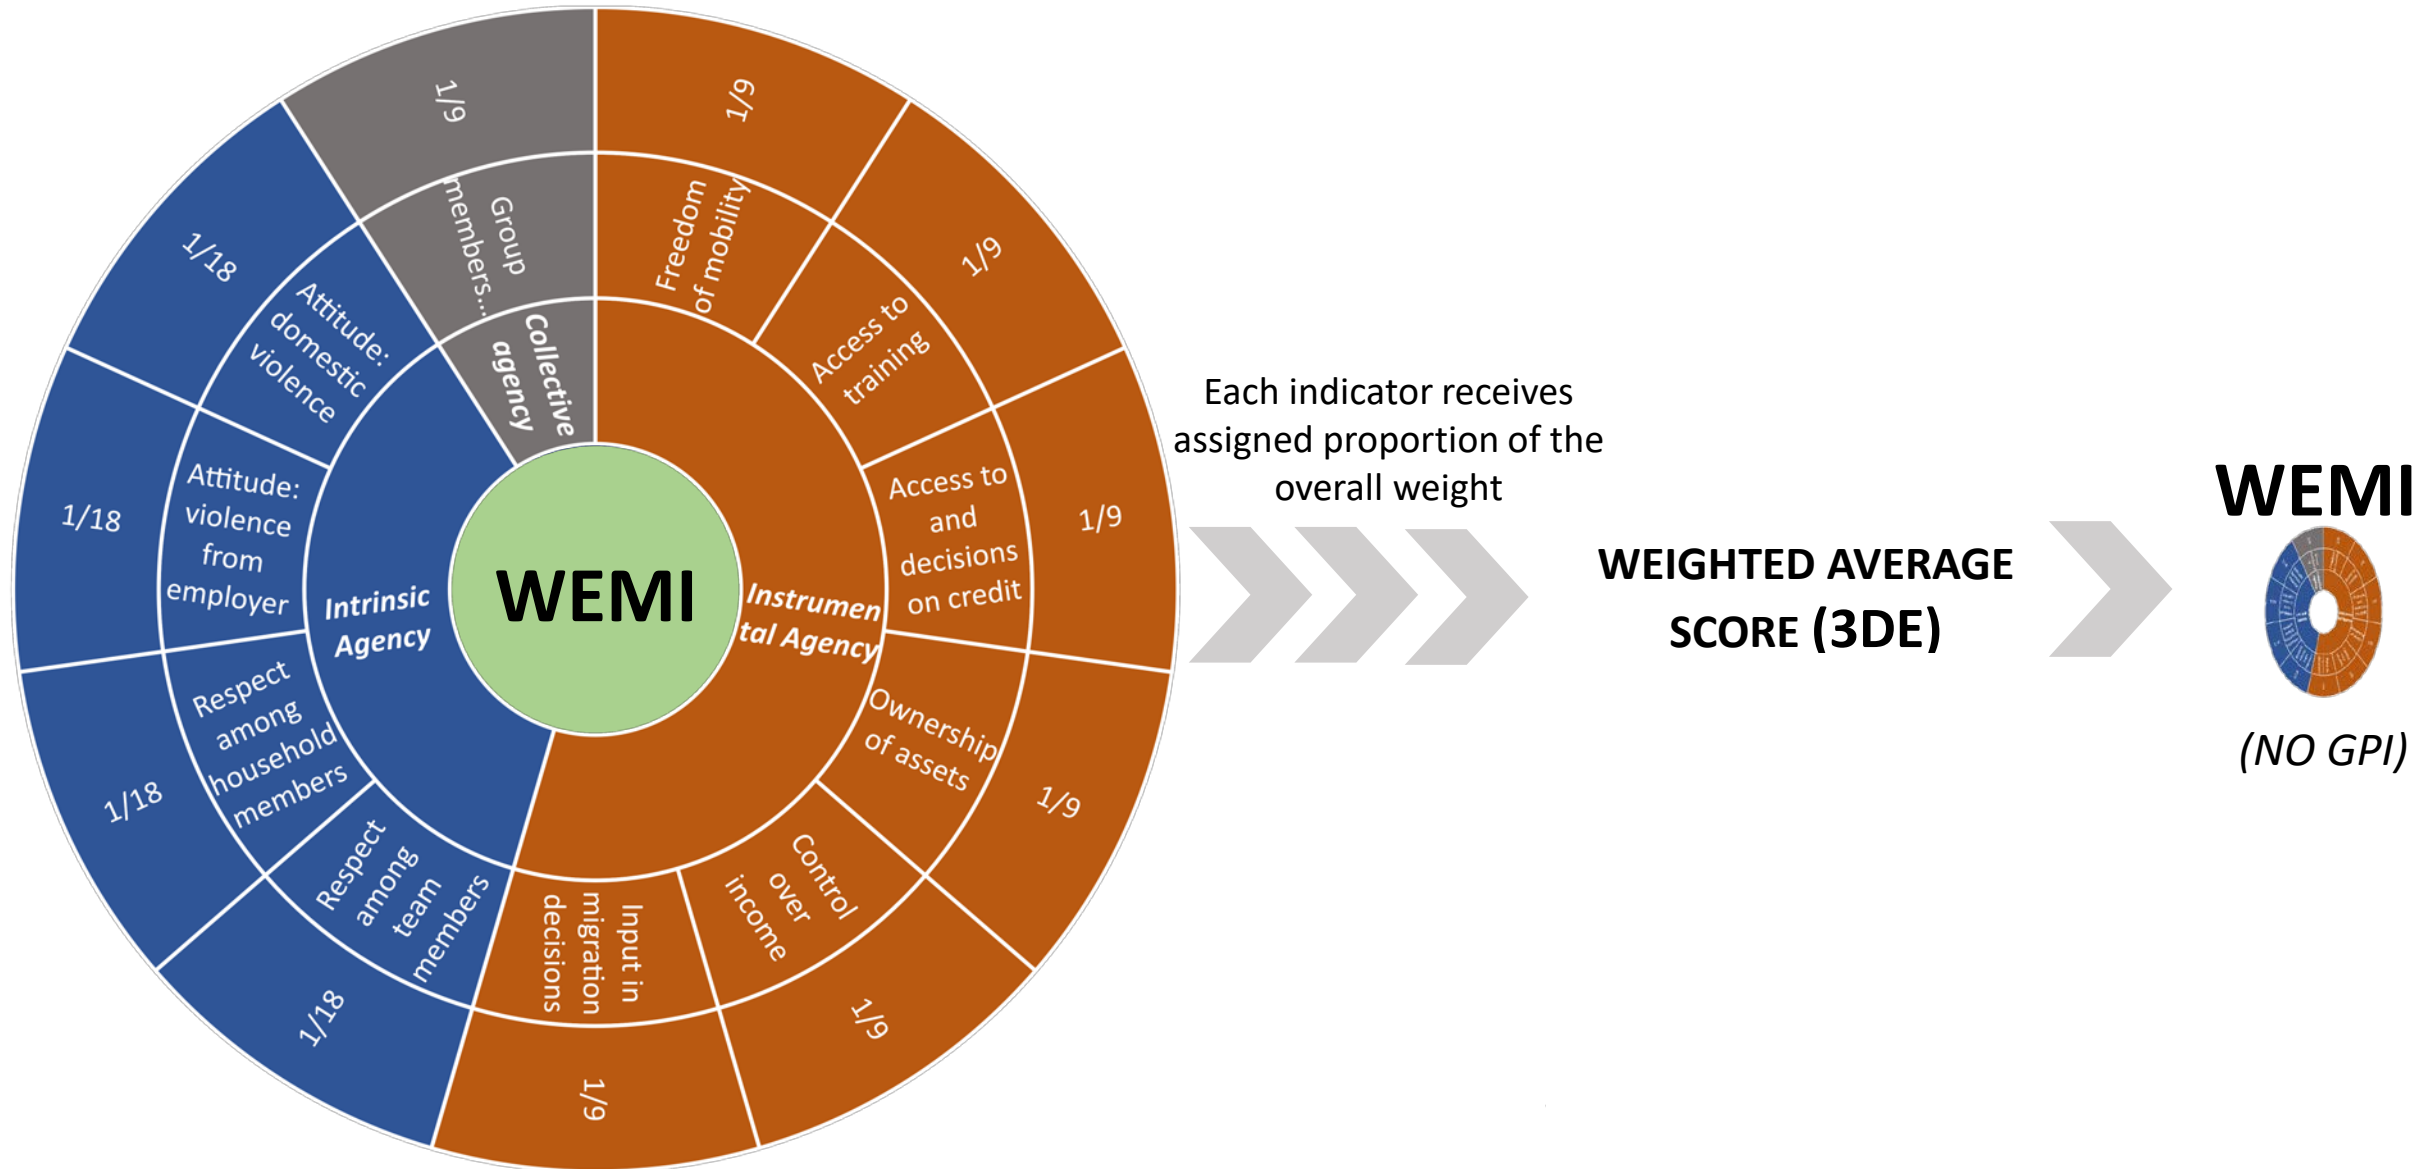 1/9
Freedom
of mobility
1/9
Access to
training
1/9
Access to
and
decisions
on credit
1/9
Ownership
of assets
1/9
Control
over
income
1/9
Input in
migration
decisions
1/18
Respect
among
team
members
1/18
Respect
among
household
members
1/18
Attitude:
violence
from
employer
1/18
Attitude:
domestic
violence
1/9
Group
members...
Collective
agency
Intrinsic
Agency
WEMI
Instrumen
tal Agency
Each indicator receives
assigned proportion of the
overall weight
WEIGHTED AVERAGE
SCORE (3DE)
WEMI
(NO GPI)